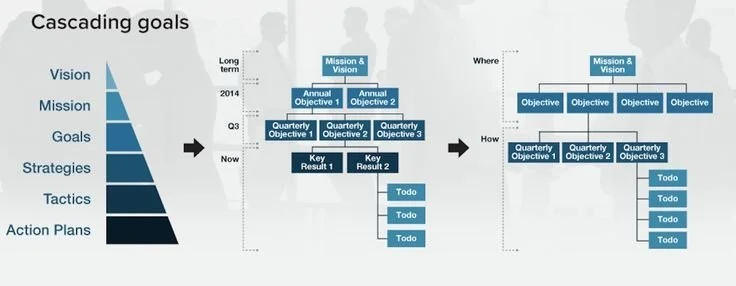 Cascading goals
Vision
Mission
Goals
Strategies
Tactics
Action Plans
Long
term
2014
Q3
Now
Mission &
Vision
Annual
Objective 1
Annual
Objective 2
Quarterly
Objective 1
Quarterly
Objective 2
Quarterly
Objective 3
Key
Result 1
Key
Result 2
Todo
Todo
Todo
Where
How
Mission &
Vision
Objective
Objective
Objective
Objective
Quarterly
Objective 1
Quarterly
Objective 2
Quarterly
Objective 3
Todo
Todo
Todo
Todo